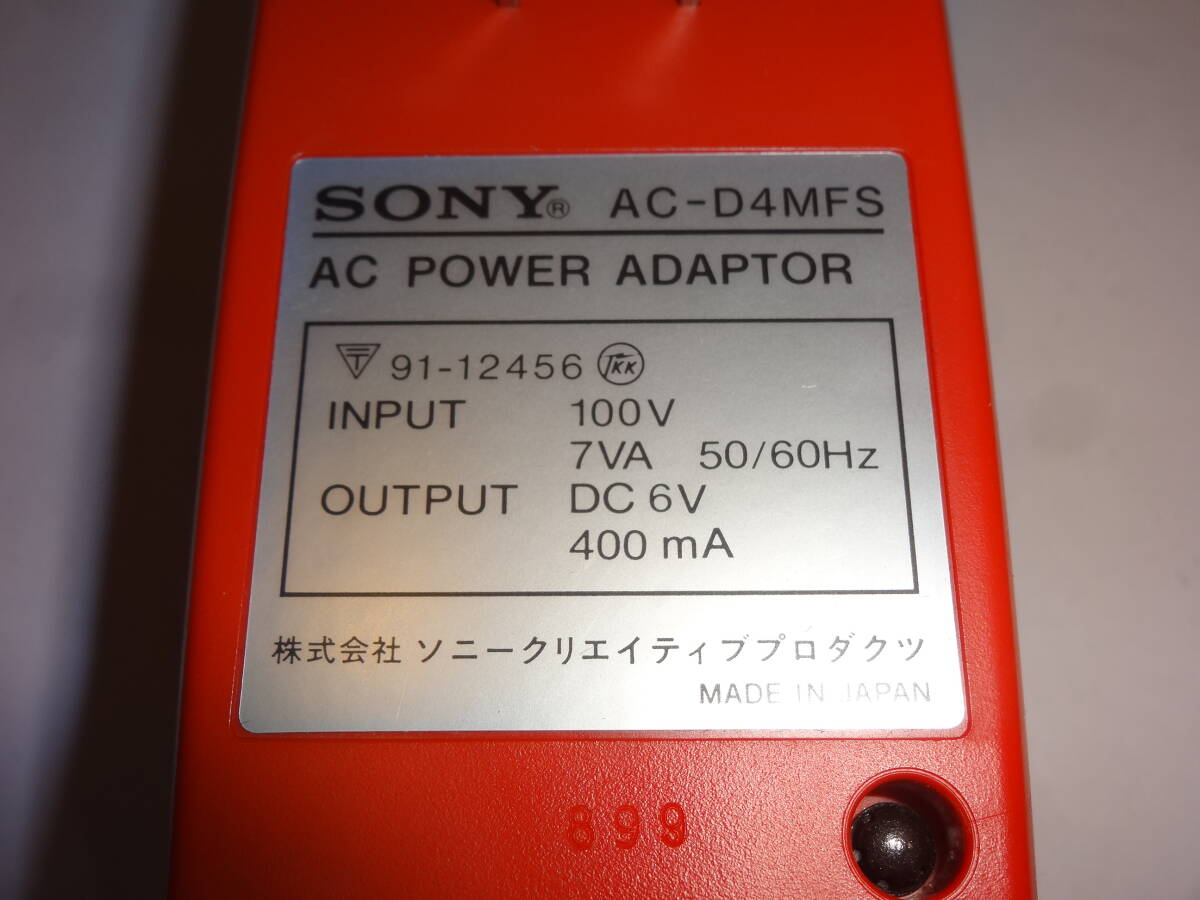 SONY® AC-D4MFS
AC POWER ADAPTOR
〒 91-12456 JKK
INPUT 100V
7VA 50/60Hz
OUTPUT DC 6V
400 mA
株式会社 ソニークリエイティブプロダクツ
MADE IN JAPAN
899